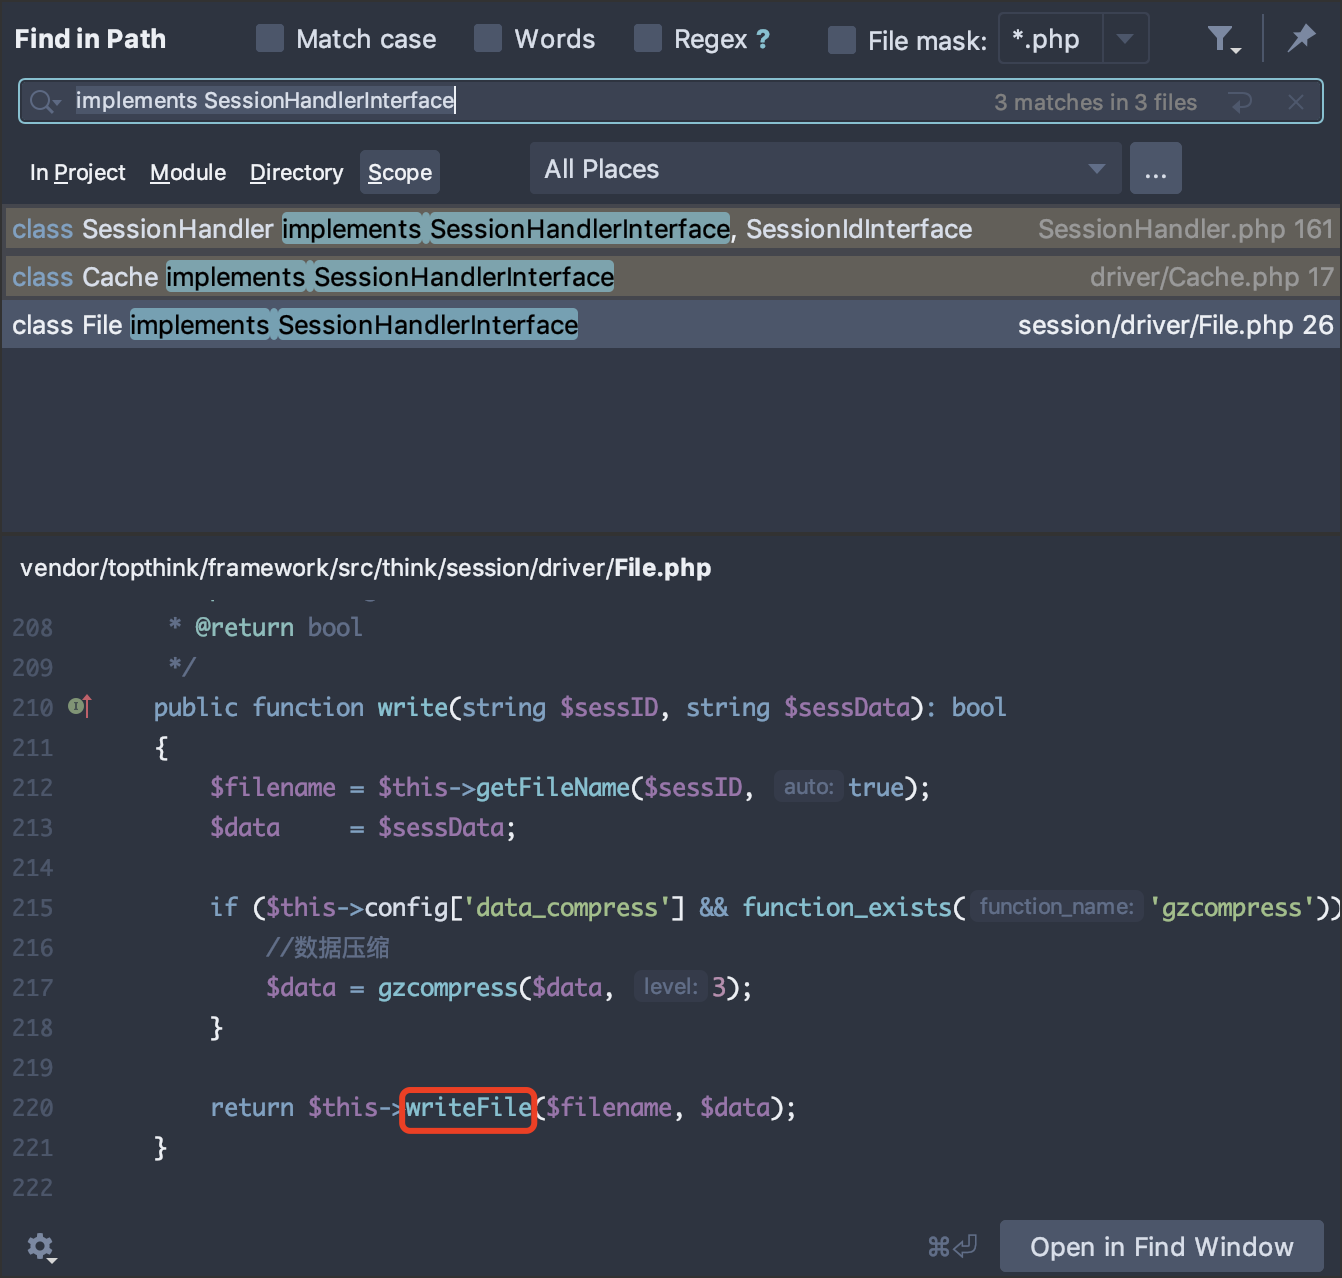 Find in Path Match case Words Regex ? File mask: *.php
implements SessionHandlerInterface 3 matches in 3 files
In Project Module Directory Scope All Places ...
class SessionHandler implements SessionHandlerInterface, SessionIdInterface SessionHandler.php 161
class Cache implements SessionHandlerInterface driver/Cache.php 17
class File implements SessionHandlerInterface session/driver/File.php 26
vendor/topthink/framework/src/think/session/driver/File.php
208 * @return bool
209 */
210 public function write(string $sessID, string $sessData): bool
211 {
212 $filename = $this->getFileName($sessID, auto: true);
213 $data = $sessData;
214
215 if ($this->config['data_compress'] && function_exists( function_name: 'gzcompress'))
216 //数据压缩
217 $data = gzcompress($data, level: 3);
218 }
219
220 return $this->writeFile($filename, $data);
221 }
222
⌘⏎ Open in Find Window